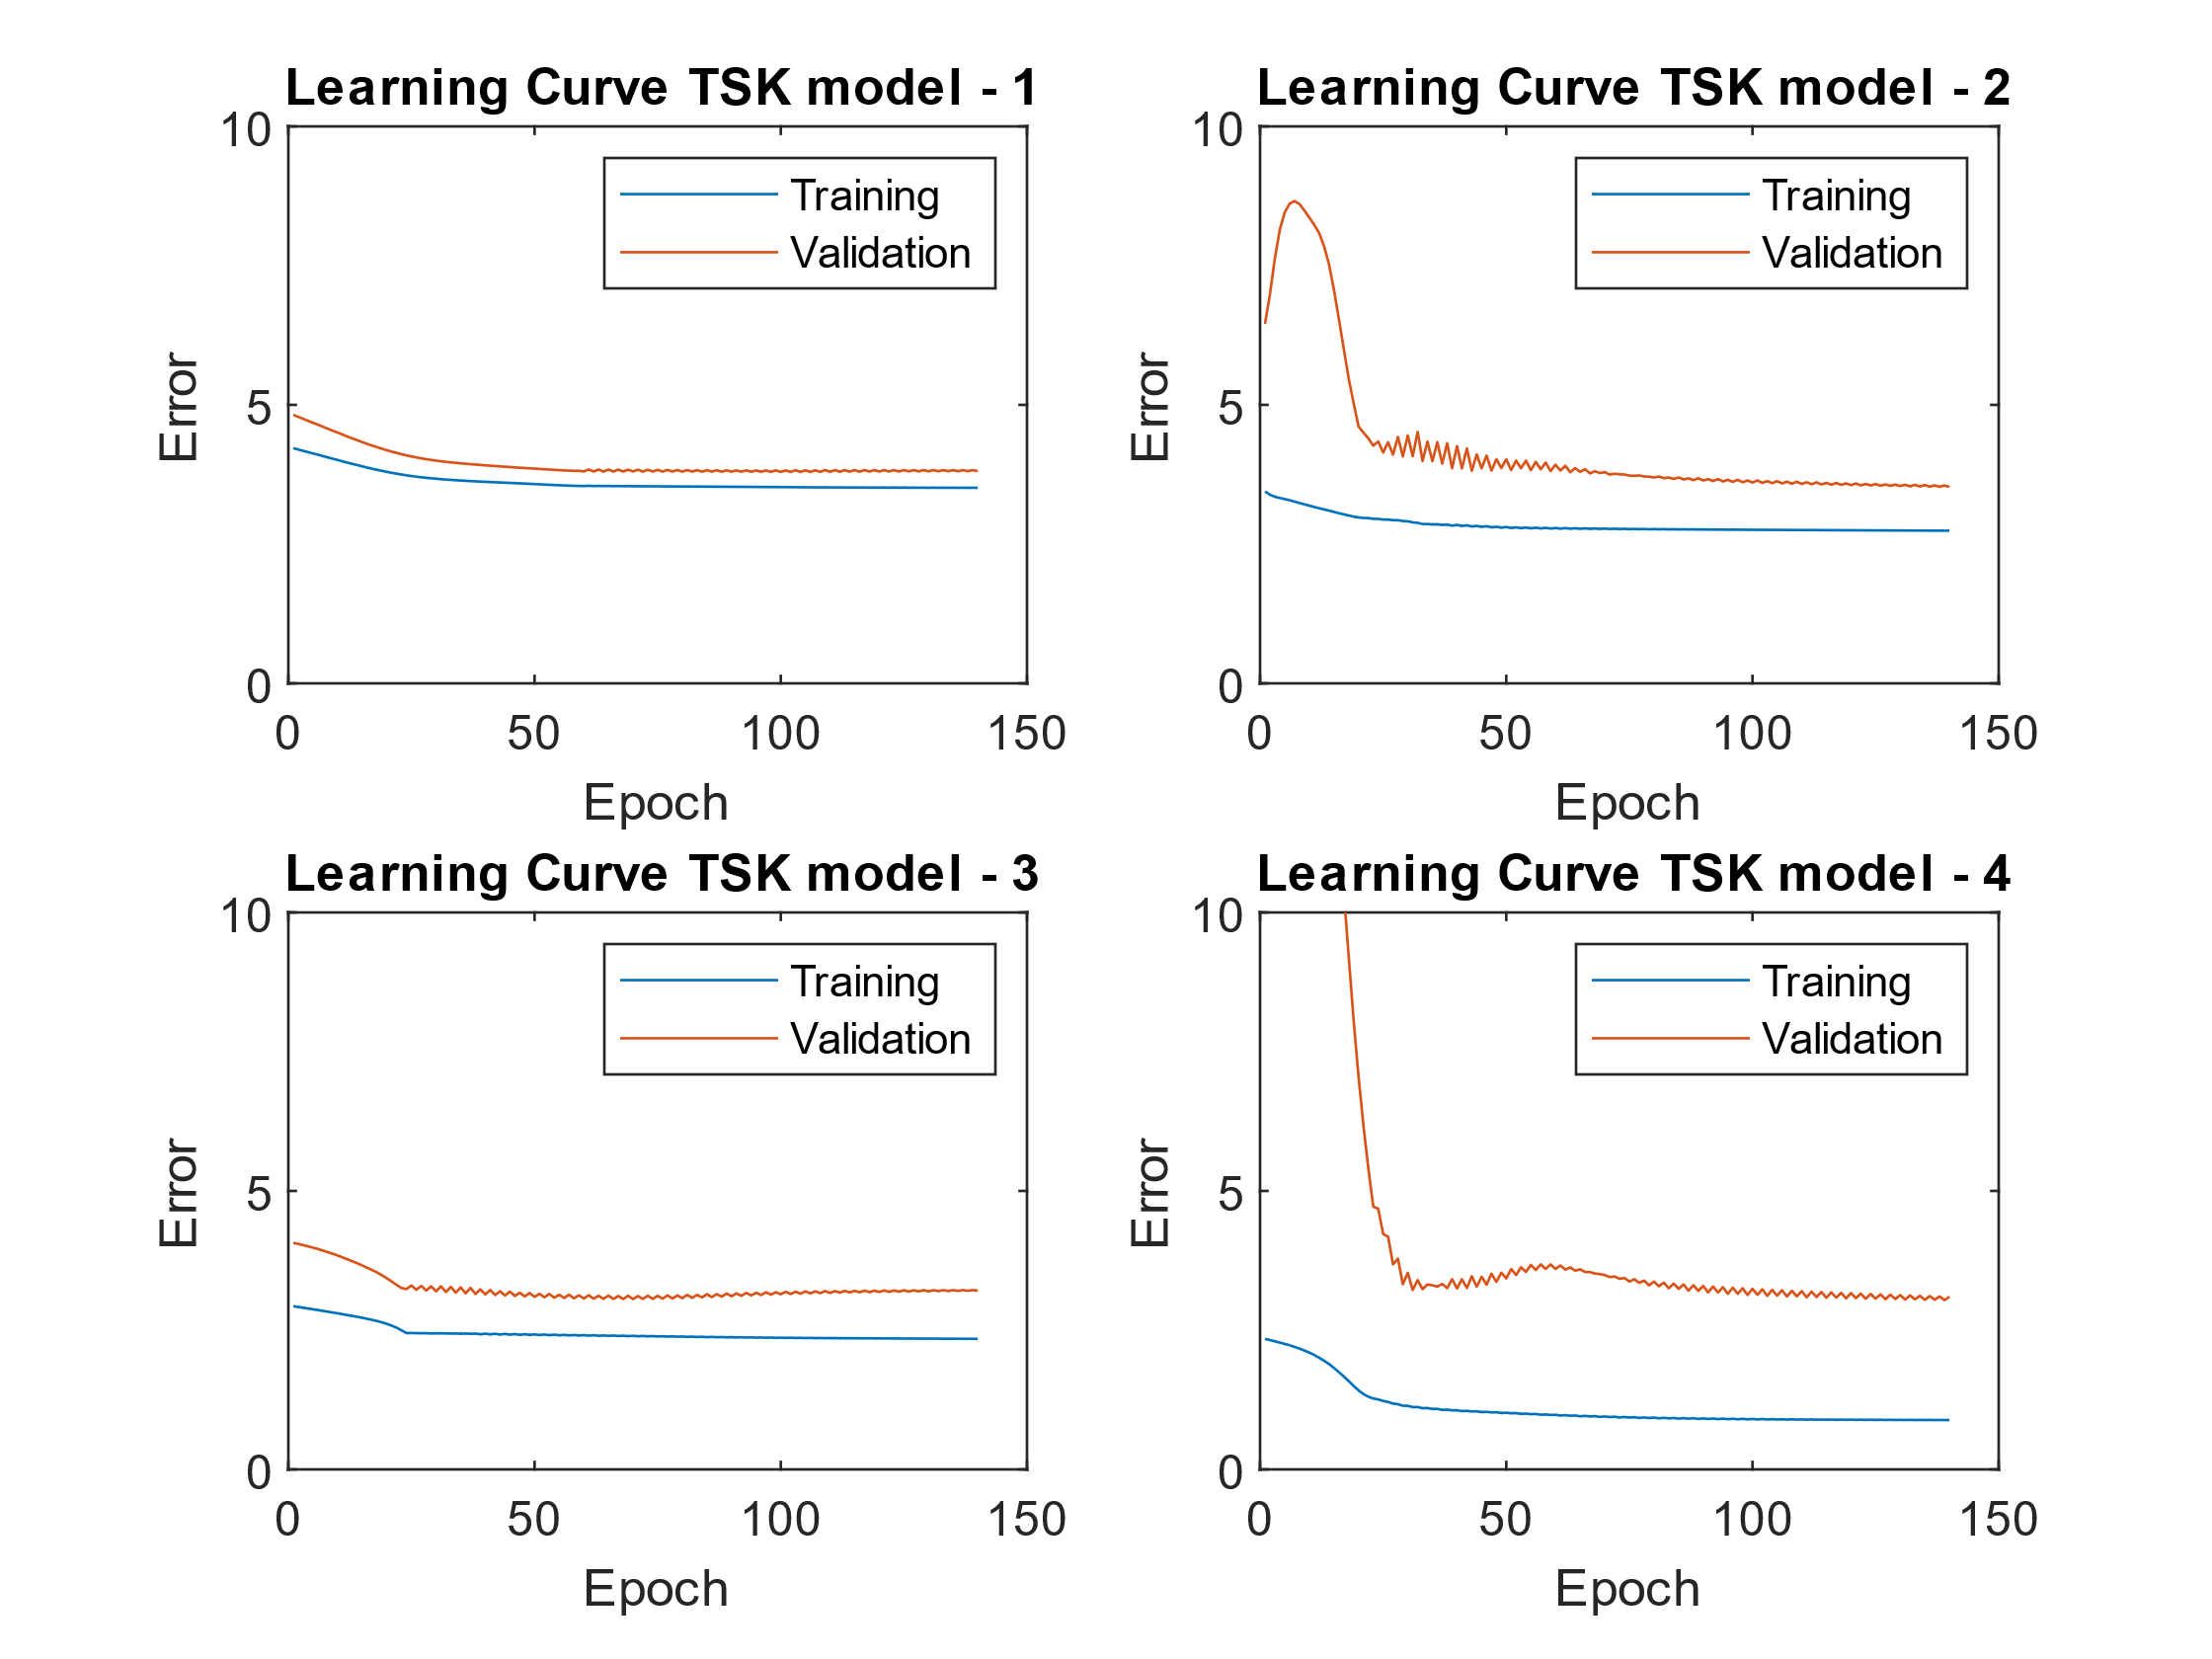 Learning Curve TSK model - 1
10
5
0
Error
0 50 100 150
Epoch
Training
Validation
Learning Curve TSK model - 2
10
5
0
Error
0 50 100 150
Epoch
Training
Validation
Learning Curve TSK model - 3
10
5
0
Error
0 50 100 150
Epoch
Training
Validation
Learning Curve TSK model - 4
10
5
0
Error
0 50 100 150
Epoch
Training
Validation